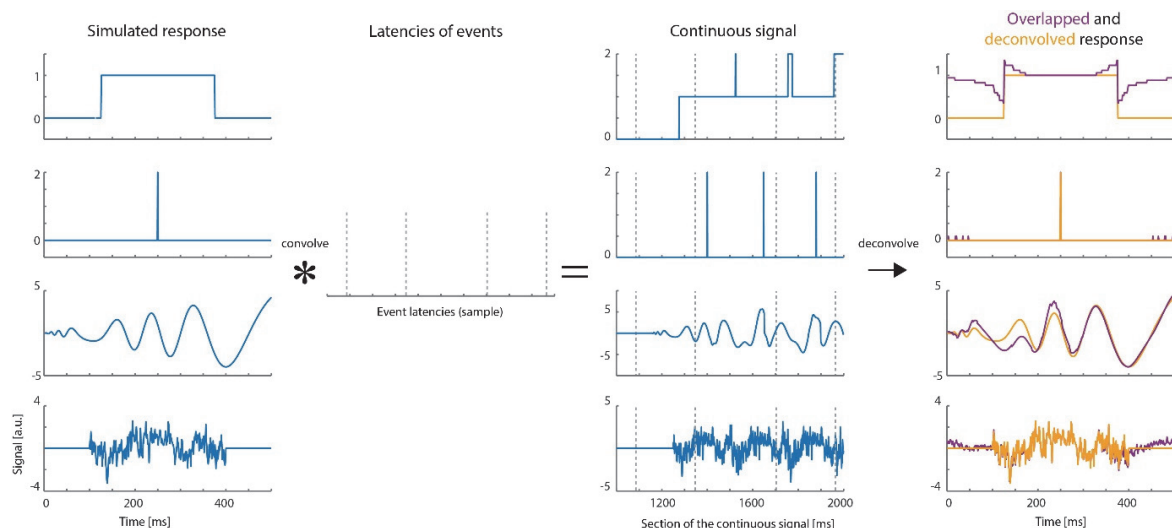 Simulated response
Latencies of events
Continuous signal
Overlapped and
deconvolved response
1
0
2
1
0
1
0
2
0
convolve
*
Event latencies (sample)
=
2
0
deconvolve
2
0
5
-5
5
-5
5
-5
4
-4
Signal [a.u.]
0
400
Time [ms]
5
-5
1200
1600
2000
Section of the continuous signal [ms]
4
-4
0
200
400
Time [ms]